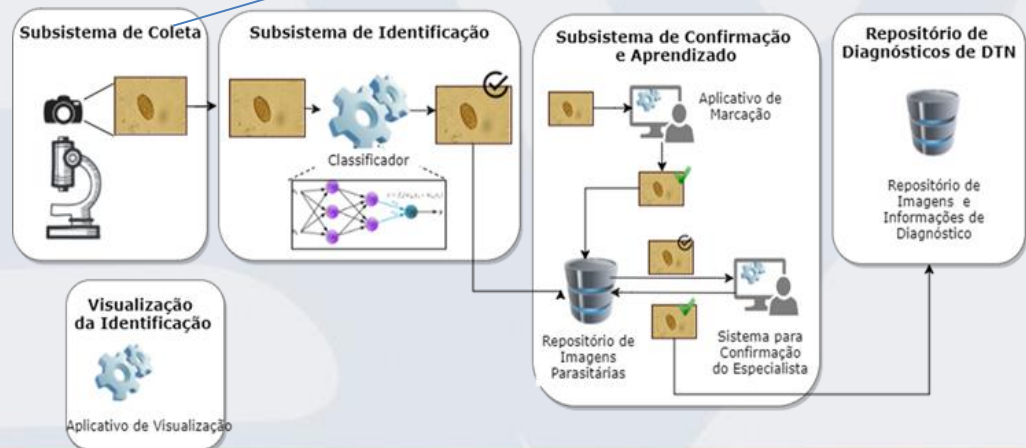 Subsistema de Coleta
Subsistema de Identificação
Classificador
Subsistema de Confirmação
e Aprendizado
Aplicativo de
Marcação
Repositório de
Imagens
Parasitárias
Sistema para
Confirmação
do Especialista
Repositório de
Diagnósticos de DTN
Repositório de
Imagens e
Informações de
Diagnóstico
Visualização
da Identificação
Aplicativo de Visualização